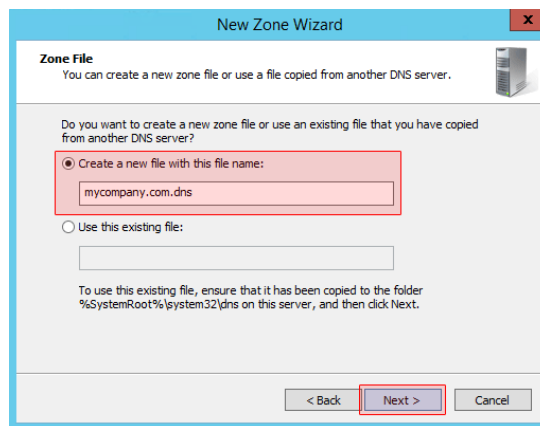 New Zone Wizard
x
Zone File
You can create a new zone file or use a file copied from another DNS server.
Do you want to create a new zone file or use an existing file that you have copied
from another DNS server?
Create a new file with this file name:
mycompany.com.dns
Use this existing file:
To use this existing file, ensure that it has been copied to the folder
%SystemRoot%\system32\dns on this server, and then click Next.
< Back
Next >
Cancel